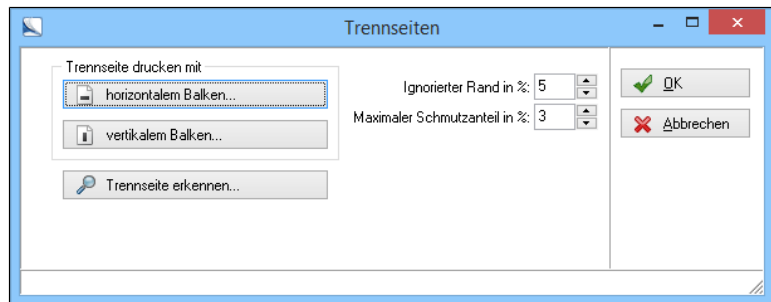 Trennseiten
Trennseite drucken mit
horizontalem Balken...
vertikalem Balken...
Trennseite erkennen...
Ignorierter Rand in %: 5
Maximaler Schmutzanteil in %: 3
OK
Abbrechen